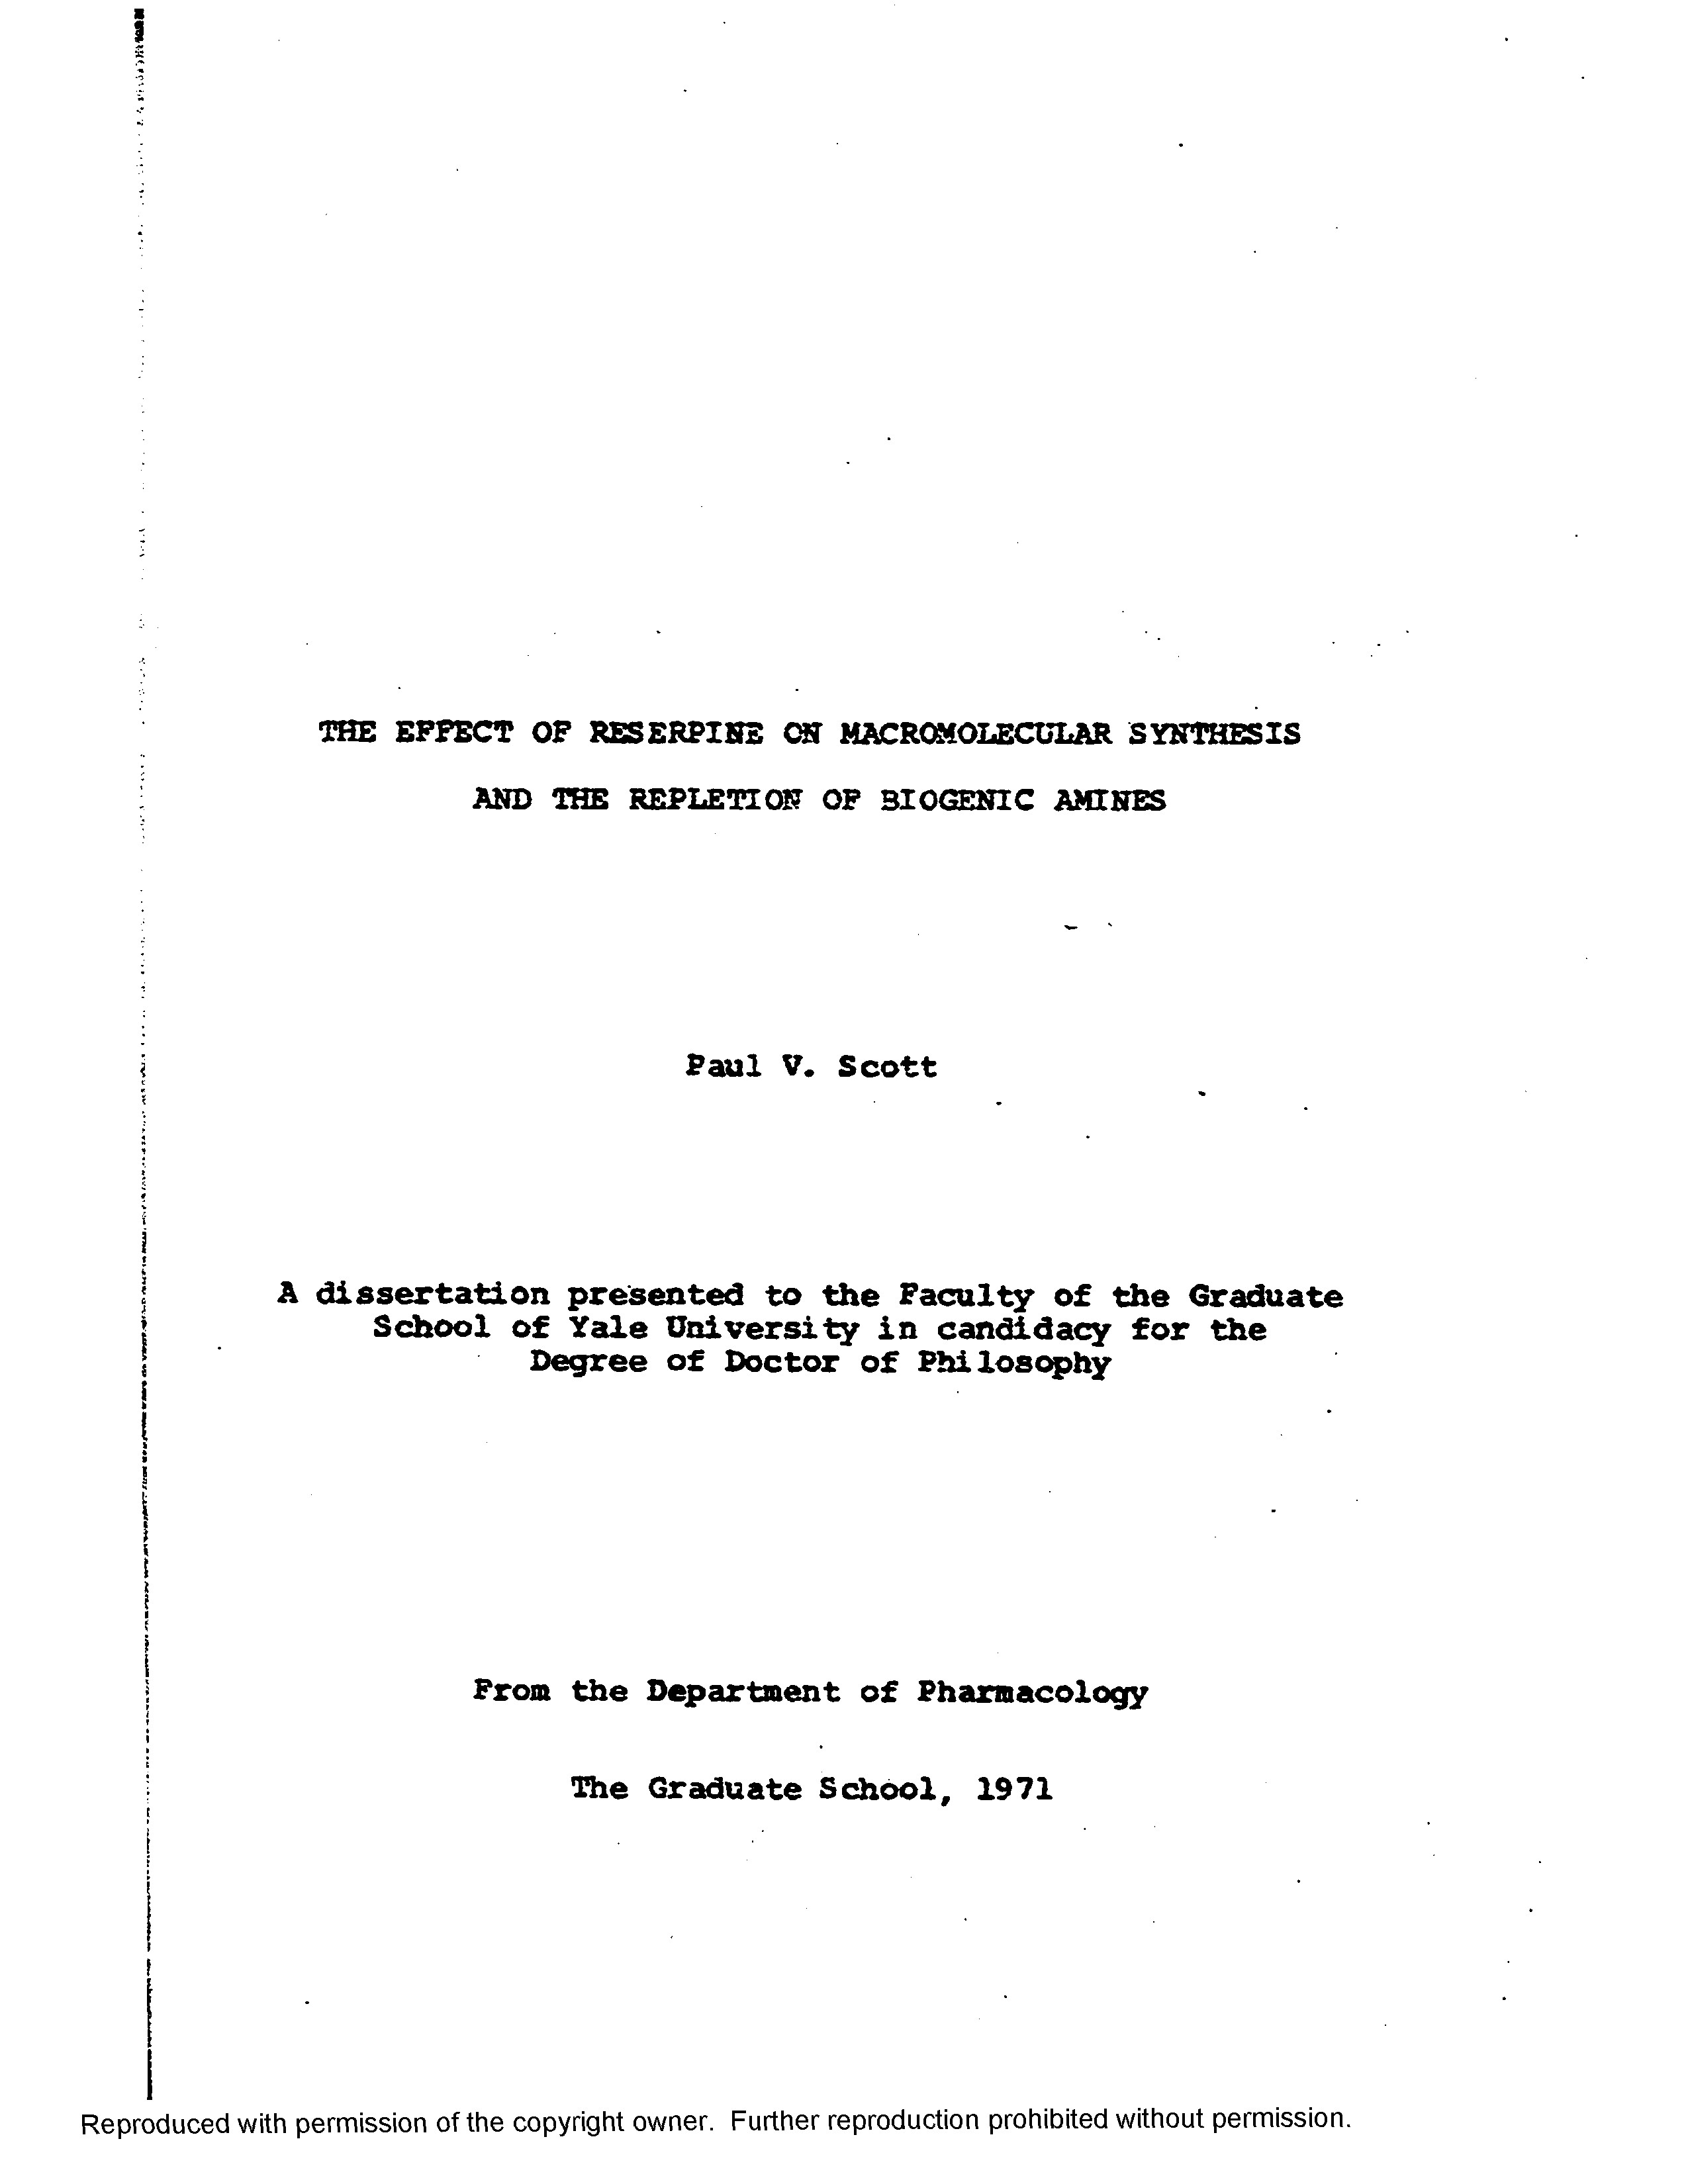 THE EFFECT OF RESERPINE ON MACROMOLECULAR SYNTHESIS
AND THE REPLETION OF BIOGENIC AMINES
Paul V. Scott
A dissertation presented to the Faculty of the Graduate
School of Yale University in candidacy for the
Degree of Doctor of Philosophy
From the Department of Pharmacology
The Graduate School, 1971
Reproduced with permission of the copyright owner. Further reproduction prohibited without permission.